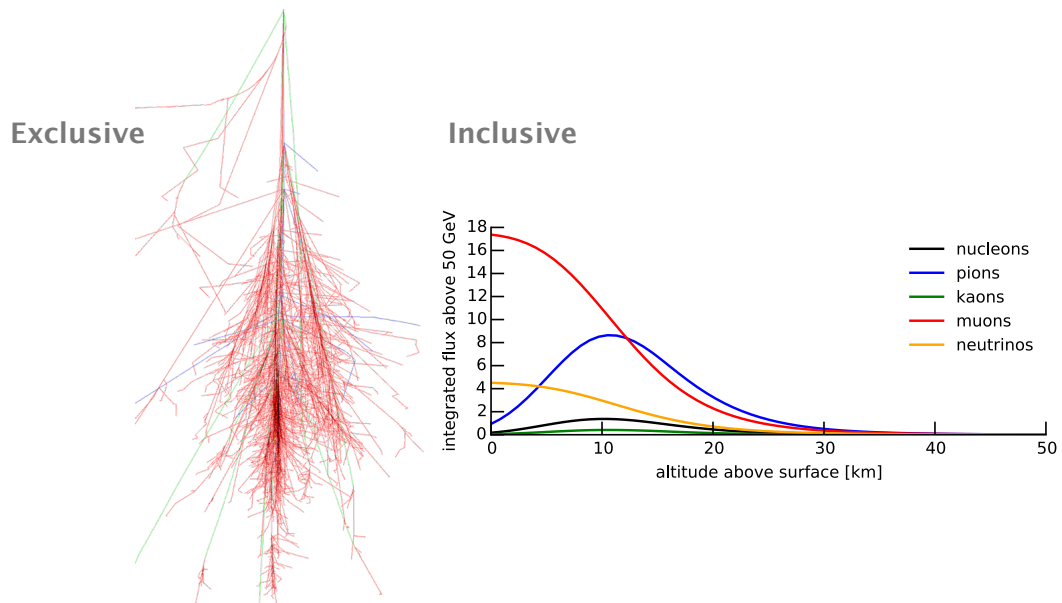 Exclusive
Inclusive
integrated flux above 50 GeV
18
16
14
12
10
8
6
4
2
0
0
10
20
30
40
50
altitude above surface [km]
nucleons
pions
kaons
muons
neutrinos